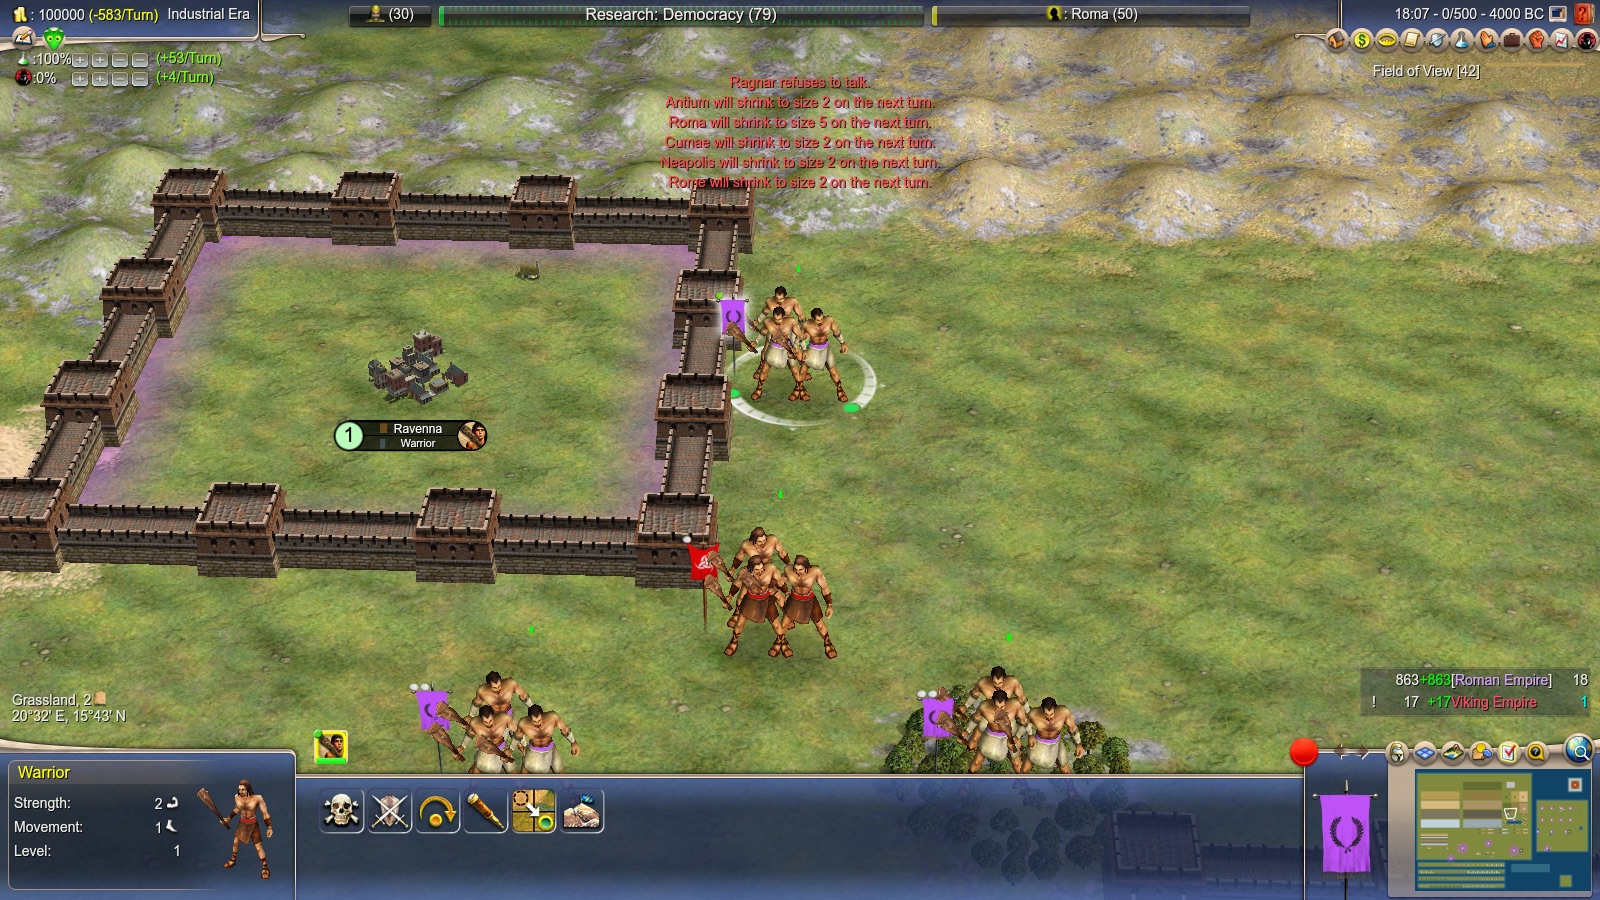 : 100000 (-583/Turn) Industrial Era
(30)
Research: Democracy (79)
: Roma (50)
18:07 - 0/500 - 4000 BC
:100% (+53/Turn)
:0% (+4/Turn)
Field of View [42]
Ragnar refuses to talk.
Antium will shrink to size 2 on the next turn.
Roma will shrink to size 5 on the next turn.
Cumae will shrink to size 2 on the next turn.
Neapolis will shrink to size 2 on the next turn.
Rome will shrink to size 2 on the next turn.
1 Ravenna
Warrior
Grassland, 2
20°32' E, 15°43' N
863+863[Roman Empire] 18
! 17 +17Viking Empire 1
Warrior
Strength: 2
Movement: 1
Level: 1